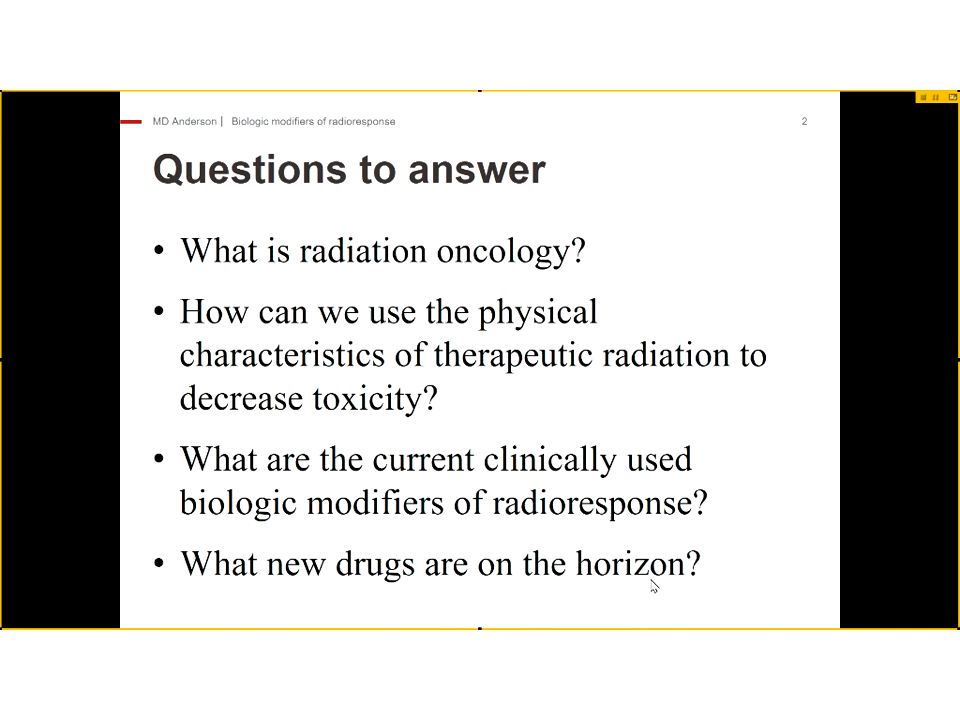 MD Anderson | Biologic modifiers of radioresponse 2
Questions to answer
• What is radiation oncology?
• How can we use the physical
characteristics of therapeutic radiation to
decrease toxicity?
• What are the current clinically used
biologic modifiers of radioresponse?
• What new drugs are on the horizon?